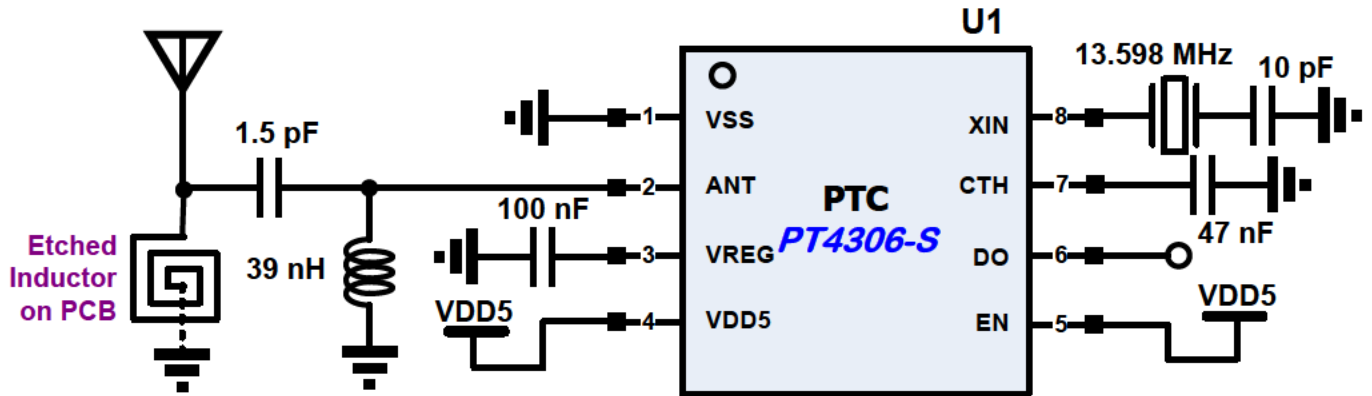 U1
13.598 MHz
10 pF
1.5 pF
1
VSS
XIN
8
2
ANT
CTH
7
100 nF
PTC
PT4306-S
47 nF
Etched
Inductor
on PCB
39 nH
3
VREG
DO
6
VDD5
VDD5
4
VDD5
EN
5